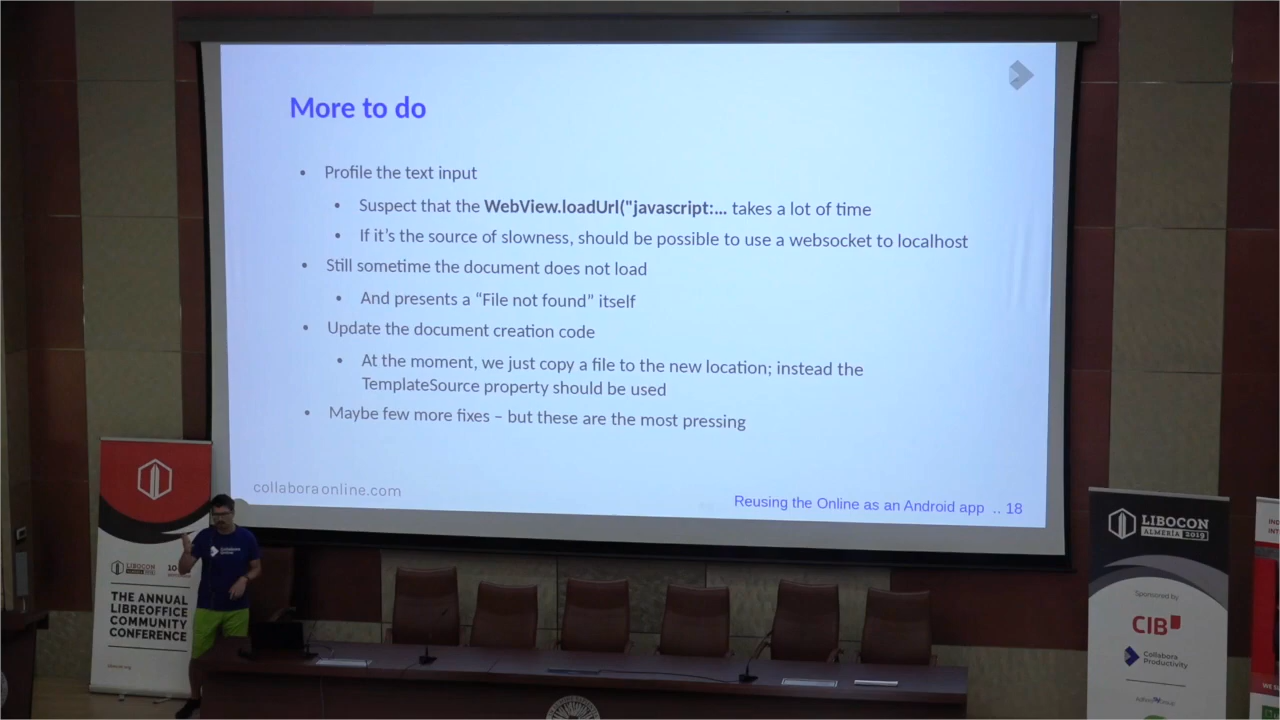 More to do
• Profile the text input
• Suspect that the WebView.loadUrl("javascript:... takes a lot of time
• If it's the source of slowness, should be possible to use a websocket to localhost
• Still sometime the document does not load
• And presents a “File not found” itself
• Update the document creation code
• At the moment, we just copy a file to the new location; instead the
TemplateSource property should be used
• Maybe few more fixes – but these are the most pressing
collaboraonline.com
Reusing the Online as an Android app .. 18
LIBOCON
10
THE ANNUAL
LIBREOFFICE
COMMUNITY
CONFERENCE
Collabora
Online
LIBOCON
ALMERÍA 2019
Sponsored by
CIB
Collabora
Productivity